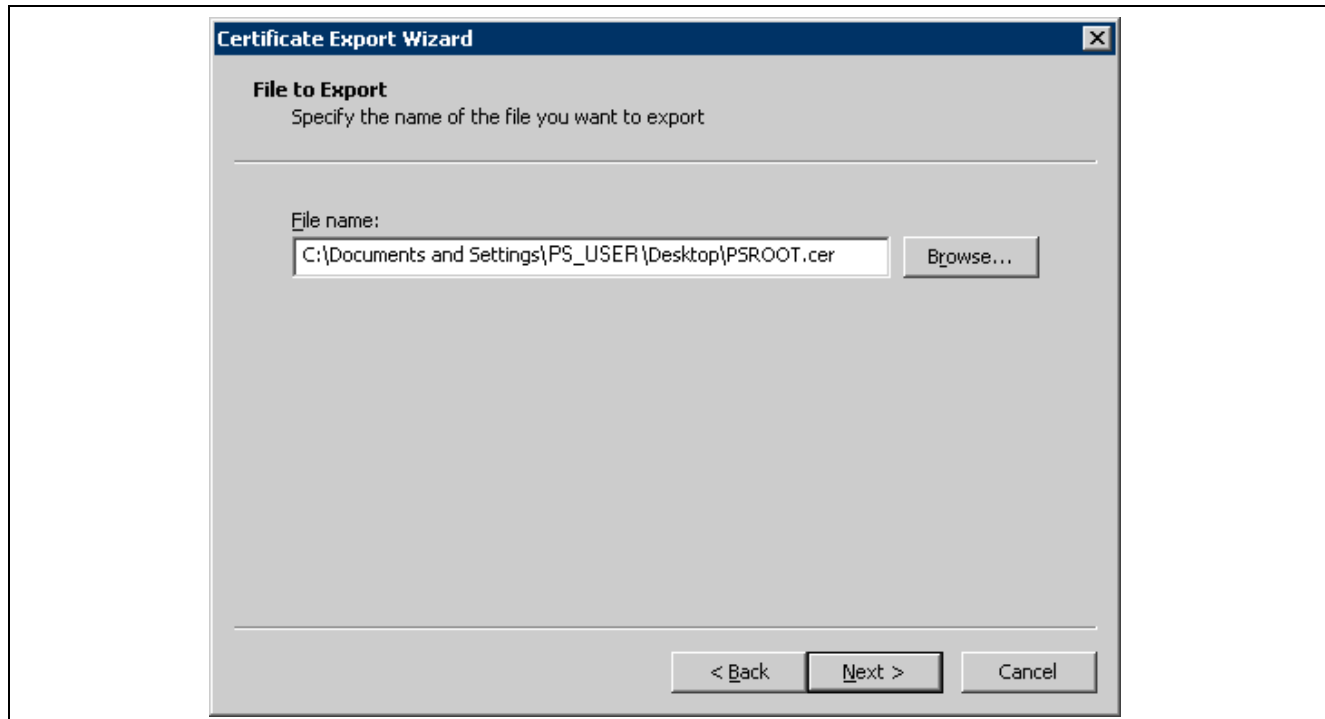 Certificate Export Wizard
File to Export
Specify the name of the file you want to export
File name:
C:\Documents and Settings\PS_USER\Desktop\PSROOT.cer
Browse...
< Back
Next >
Cancel